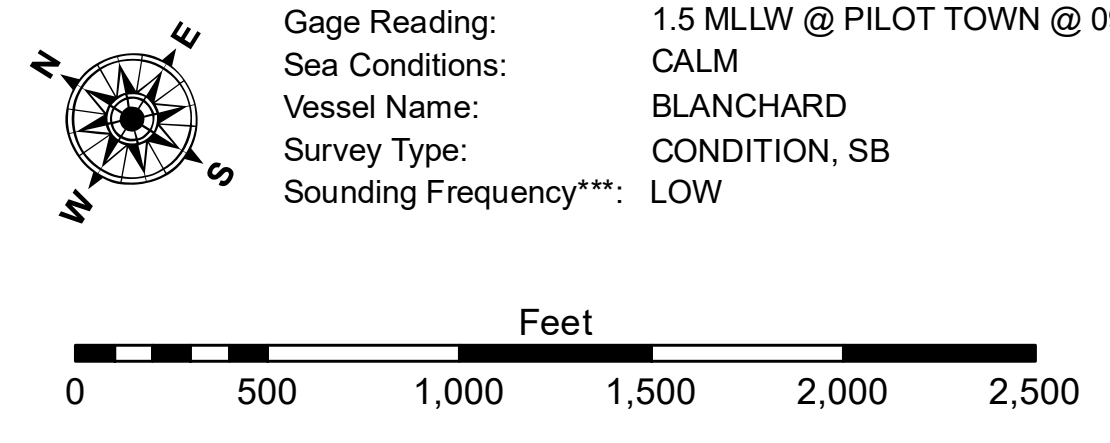 N
E
S
W
Gage Reading: 1.5 MLLW @ PILOT TOWN @
Sea Conditions: CALM
Vessel Name: BLANCHARD
Survey Type: CONDITION, SB
Sounding Frequency***: LOW
Feet
0 500 1,000 1,500 2,000 2,500